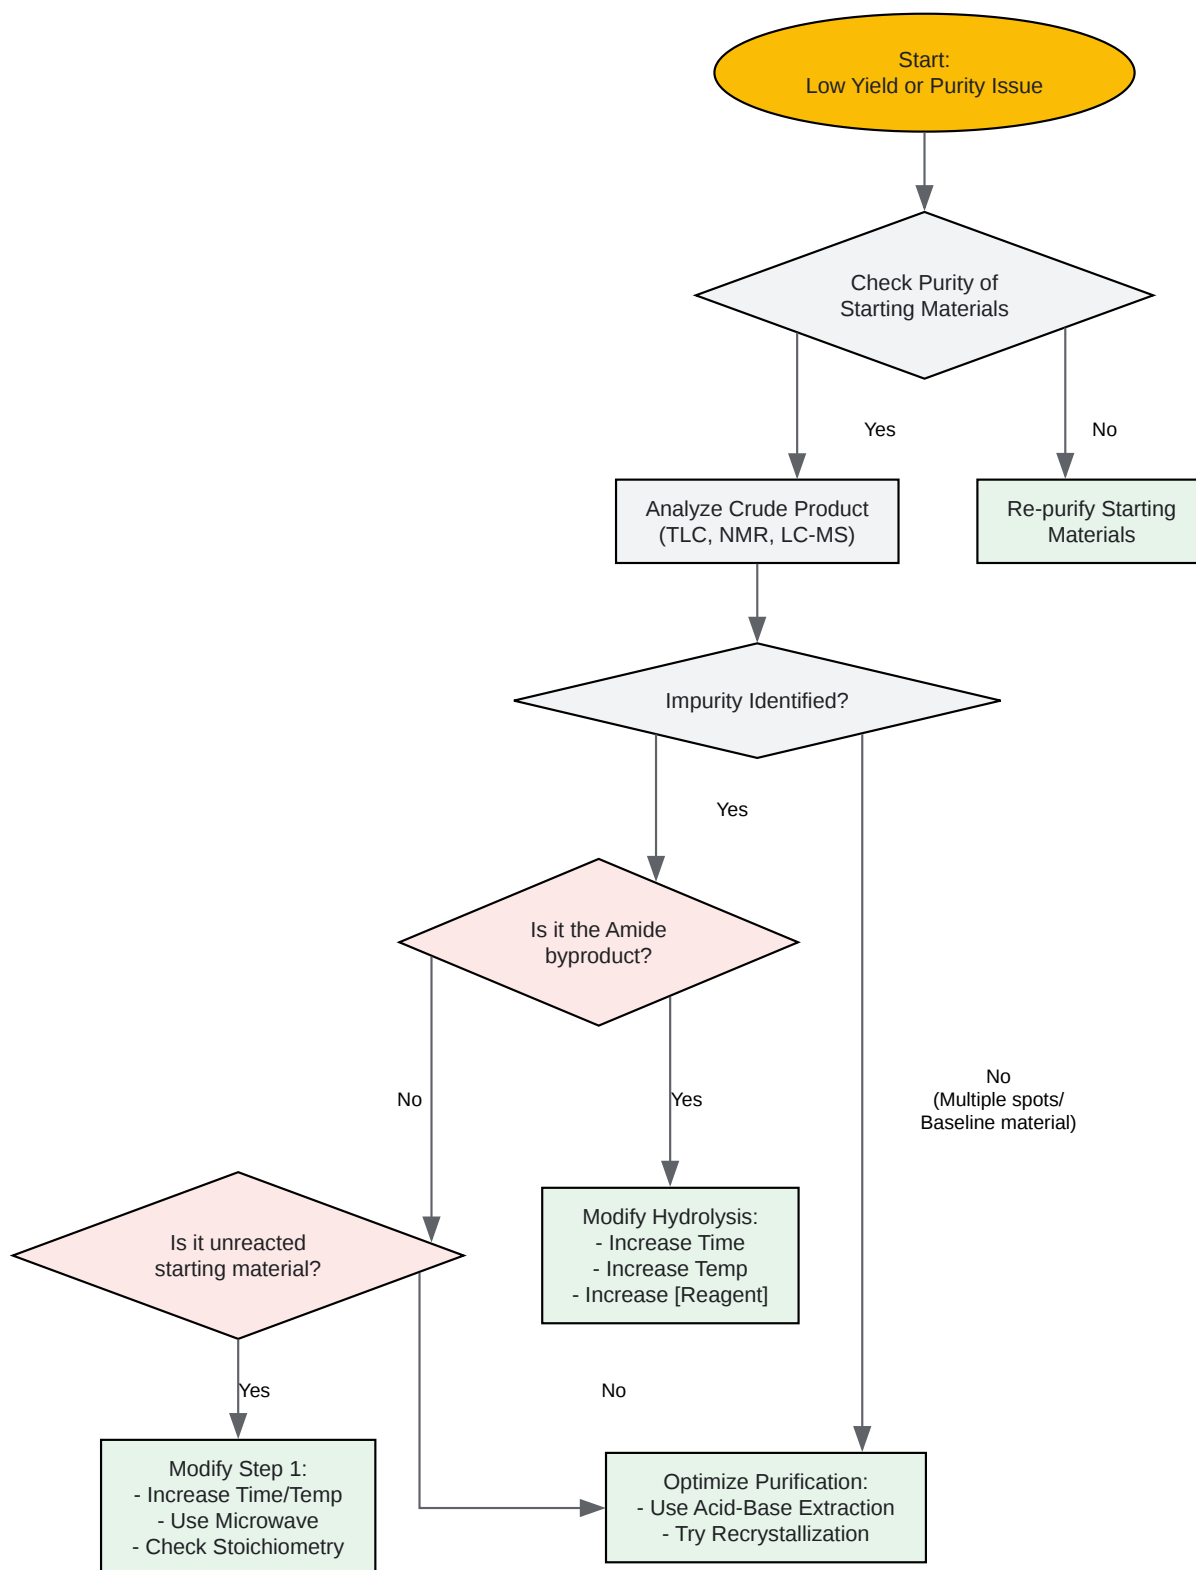 Start:
Low Yield or Purity Issue
Check Purity of
Starting Materials
Yes
No
Analyze Crude Product
(TLC, NMR, LC-MS)
Re-purify Starting
Materials
Impurity Identified?
Yes
Is it the Amide
byproduct?
No
Yes
No
(Multiple spots/
Baseline material)
Is it unreacted
starting material?
Modify Hydrolysis:
- Increase Time
- Increase Temp
- Increase [Reagent]
Yes
No
Modify Step 1:
- Increase Time/Temp
- Use Microwave
- Check Stoichiometry
Optimize Purification:
- Use Acid-Base Extraction
- Try Recrystallization